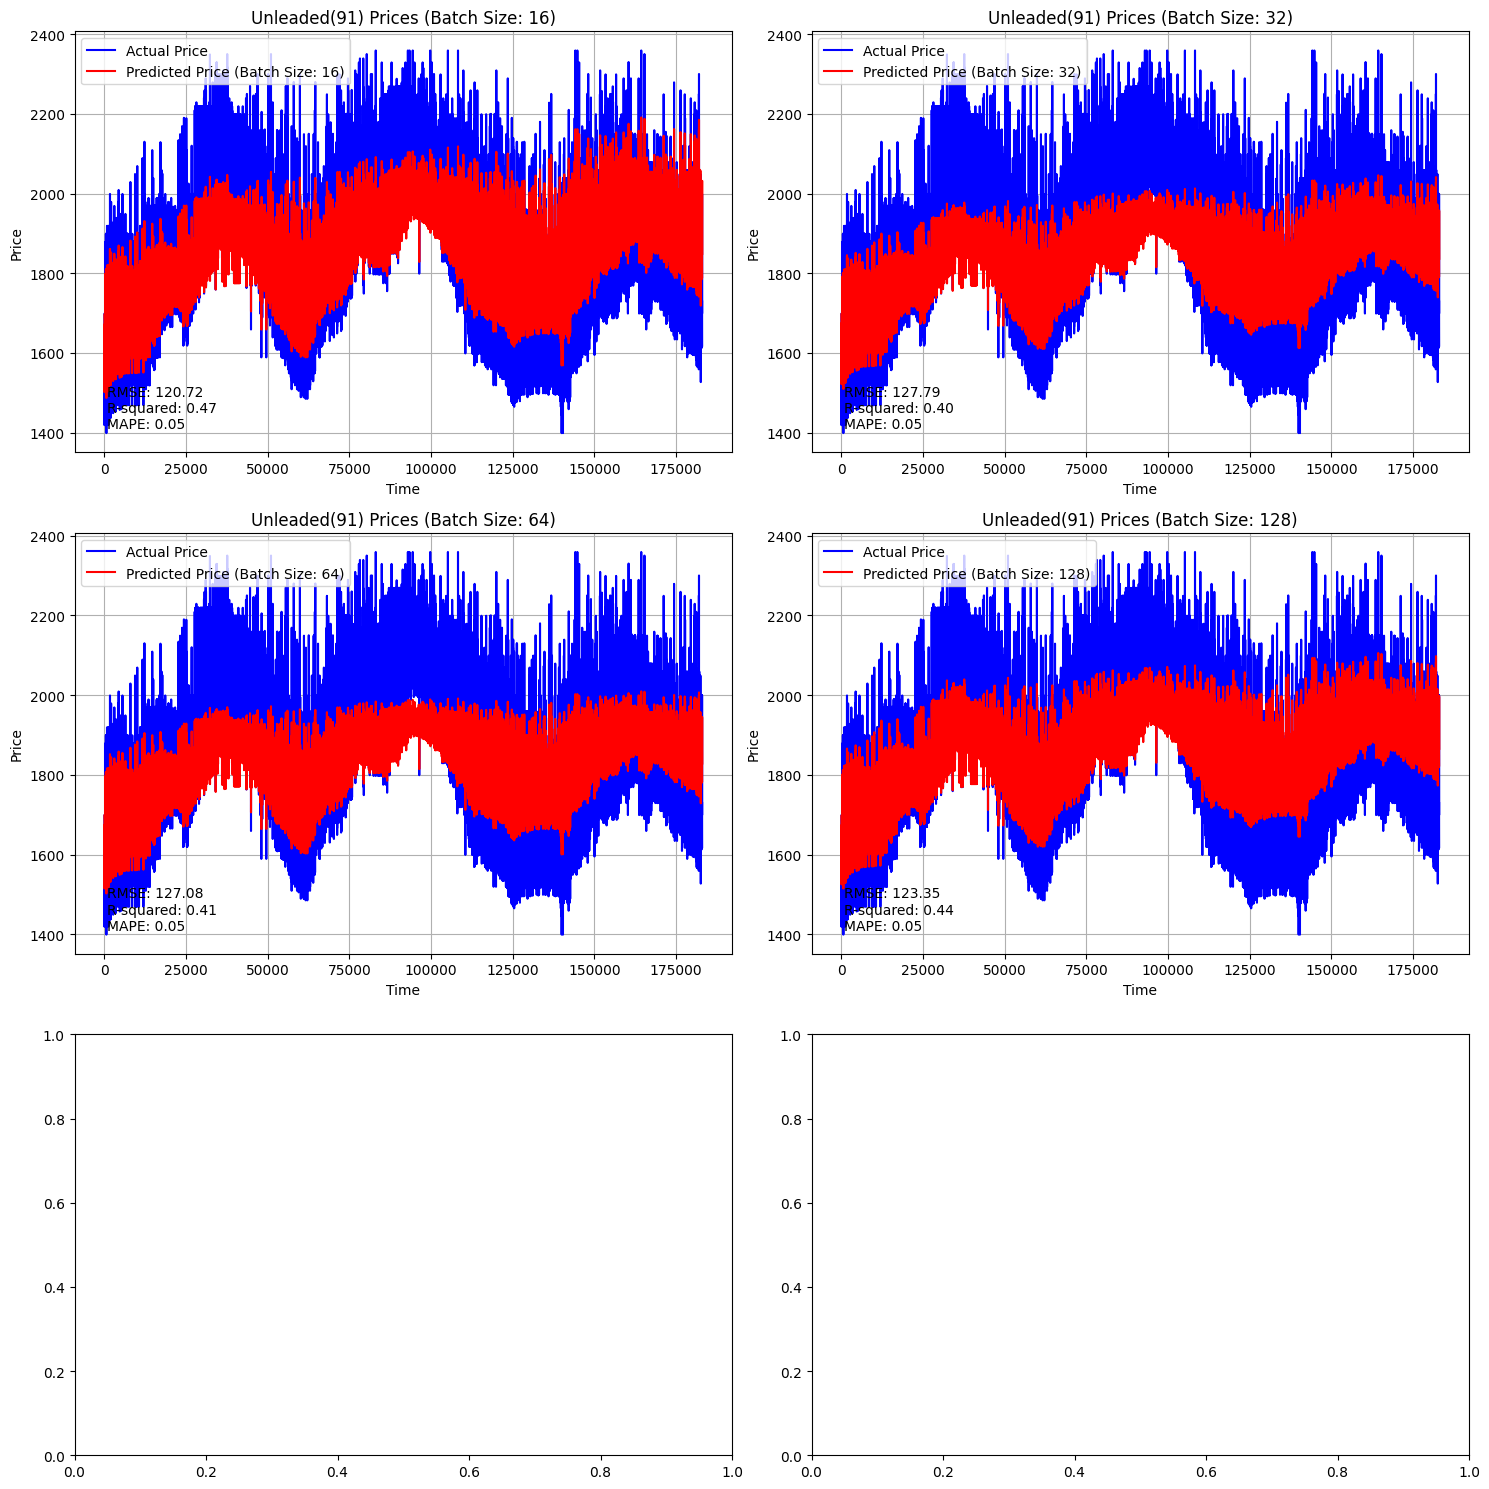 Unleaded(91) Prices (Batch Size: 16)
2400
2200
2000
1800
1600
1400
Price
Actual Price
Predicted Price (Batch Size: 16)
RMSE: 120.72
R-squared: 0.47
MAPE: 0.05
0 25000 50000 75000 100000 125000 150000 175000
Time
Unleaded(91) Prices (Batch Size: 32)
2400
2200
2000
1800
1600
1400
Price
Actual Price
Predicted Price (Batch Size: 32)
RMSE: 127.79
R-squared: 0.40
MAPE: 0.05
0 25000 50000 75000 100000 125000 150000 175000
Time
Unleaded(91) Prices (Batch Size: 64)
2400
2200
2000
1800
1600
1400
Price
Actual Price
Predicted Price (Batch Size: 64)
RMSE: 127.08
R-squared: 0.41
MAPE: 0.05
0 25000 50000 75000 100000 125000 150000 175000
Time
Unleaded(91) Prices (Batch Size: 128)
2400
2200
2000
1800
1600
1400
Price
Actual Price
Predicted Price (Batch Size: 128)
RMSE: 123.35
R-squared: 0.44
MAPE: 0.05
0 25000 50000 75000 100000 125000 150000 175000
Time
1.0
0.8
0.6
0.4
0.2
0.0
0.0 0.2 0.4 0.6 0.8 1.0
1.0
0.8
0.6
0.4
0.2
0.0
0.0 0.2 0.4 0.6 0.8 1.0